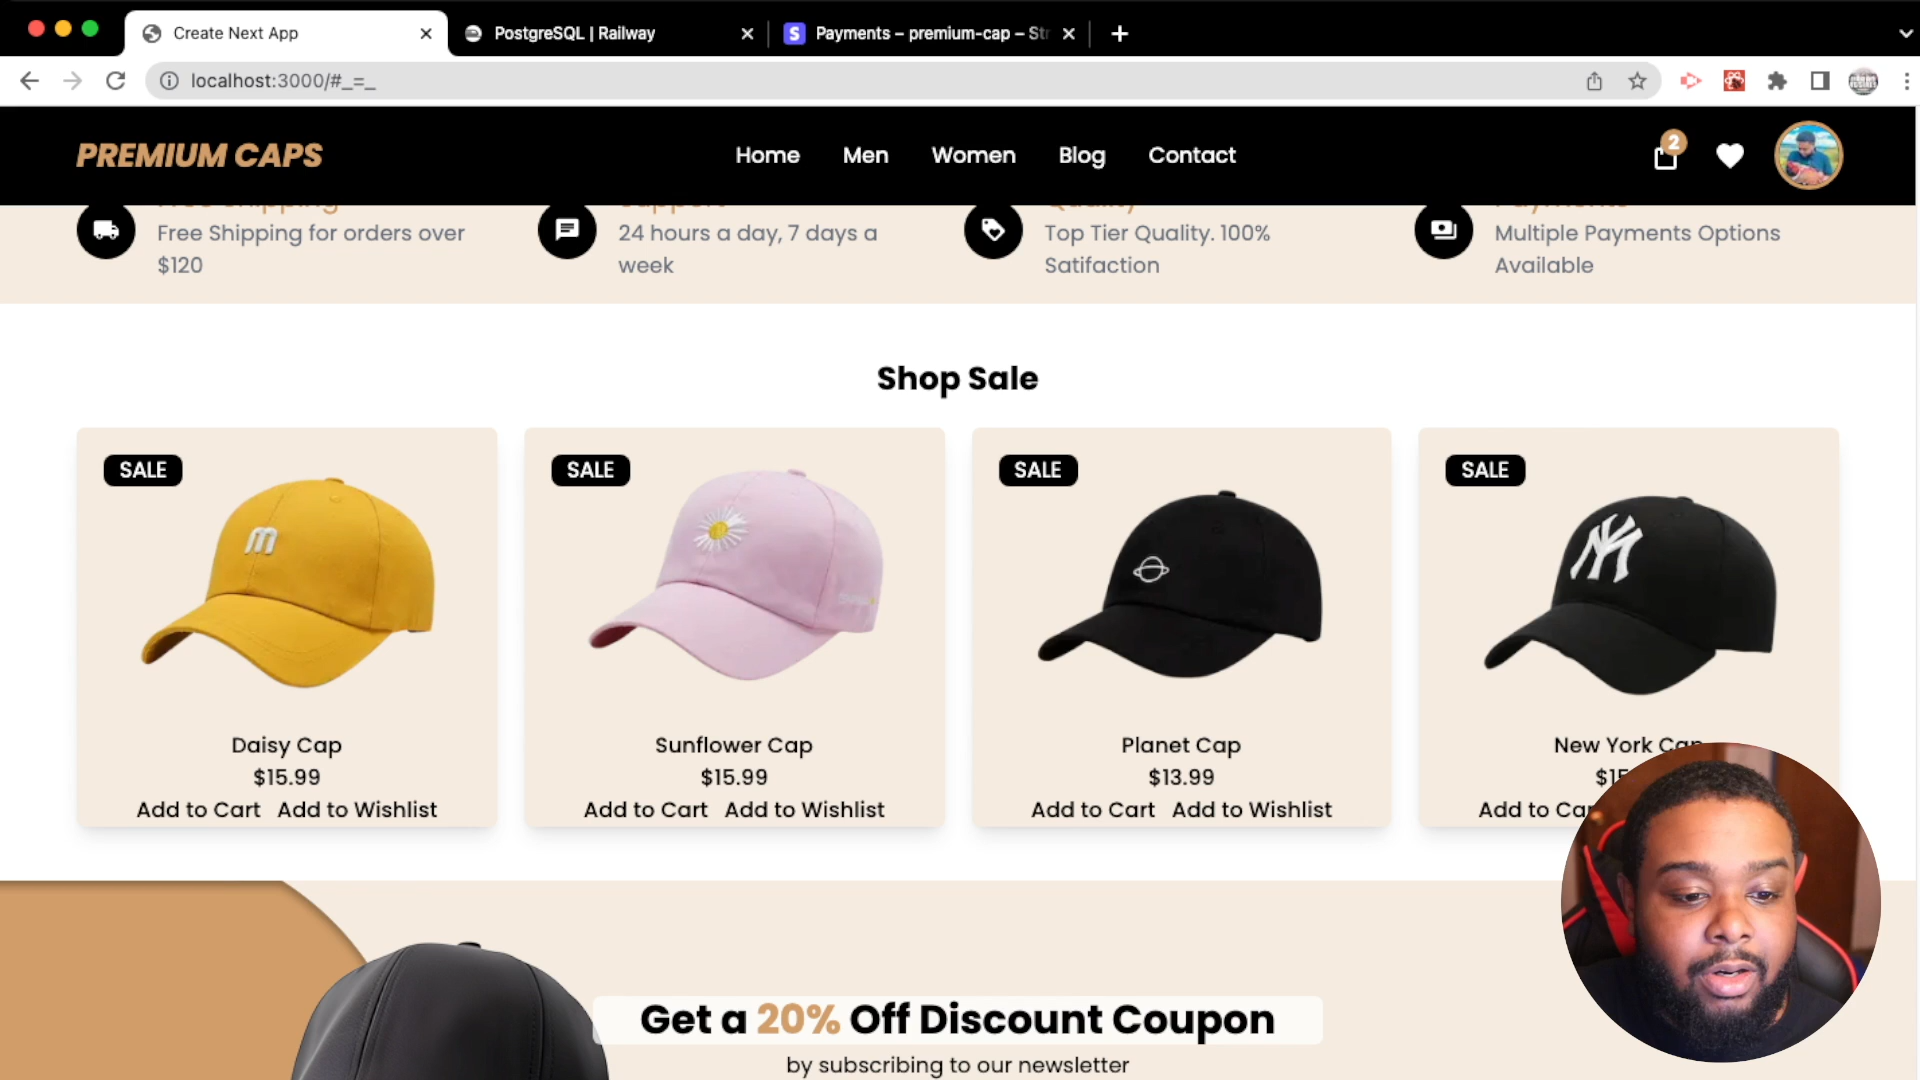 Create Next App
PostgreSQL | Railway
Payments – premium-cap – Str
localhost:3000/#_=_
PREMIUM CAPS
Home
Men
Women
Blog
Contact
2
Free Shipping
Free Shipping for orders over
$120
Support
24 hours a day, 7 days a
week
Quality
Top Tier Quality. 100%
Satifaction
Payments
Multiple Payments Options
Available
Shop Sale
SALE
m
Daisy Cap
$15.99
Add to Cart Add to Wishlist
SALE
Sunflower Cap
$15.99
Add to Cart Add to Wishlist
SALE
Planet Cap
$13.99
Add to Cart Add to Wishlist
SALE
NY
New York Cap
Add to Car
Get a 20% Off Discount Coupon
by subscribing to our newsletter